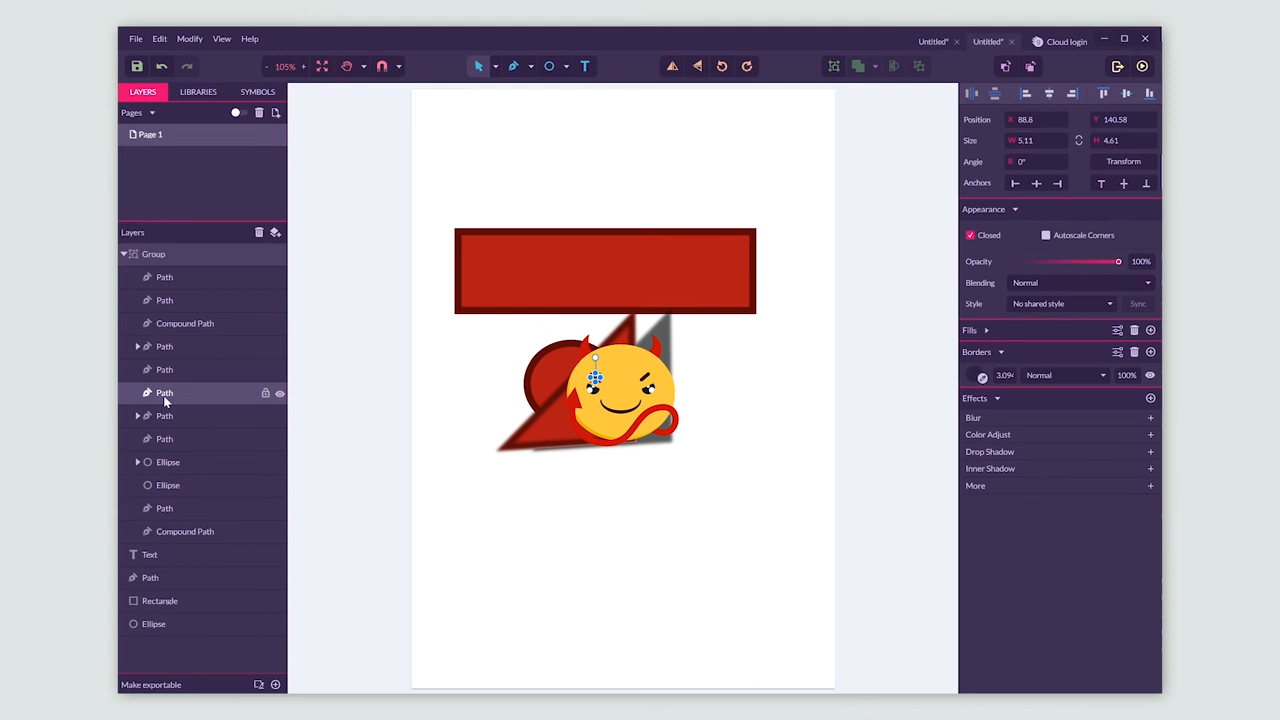 File Edit Modify View Help
Untitled* Untitled* Cloud login
- 105% + T
LAYERS LIBRARIES SYMBOLS
Pages
Page 1
Layers
Group
Path
Path
Compound Path
Path
Path
Path
Path
Path
Ellipse
Ellipse
Path
Compound Path
T Text
Path
Rectangle
Ellipse
Make exportable
Position X 88.8 Y 140.58
Size W 5.11 H 4.61
Angle R 0° Transform
Anchors
Appearance
Closed Autoscale Corners
Opacity 100%
Blending Normal
Style No shared style Sync
Fills
Borders
3.094 Normal 100%
Effects
Blur +
Color Adjust +
Drop Shadow +
Inner Shadow +
More +